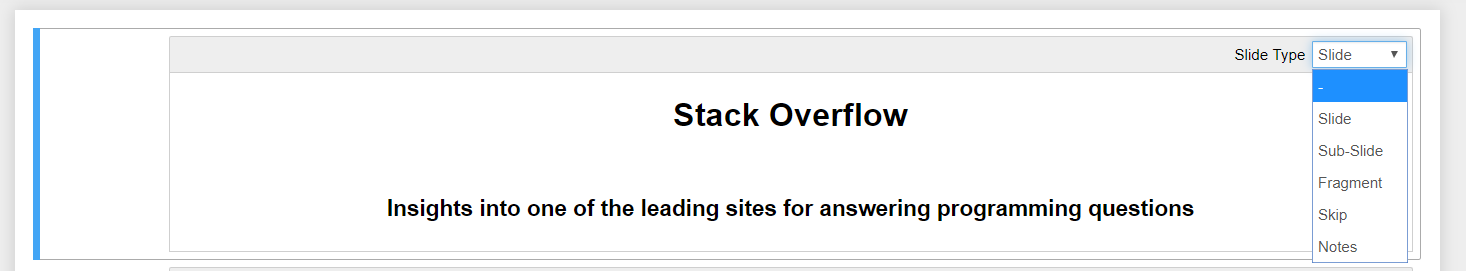 Slide Type Slide
-
Slide
Sub-Slide
Fragment
Skip
Notes
Stack Overflow
Insights into one of the leading sites for answering programming questions